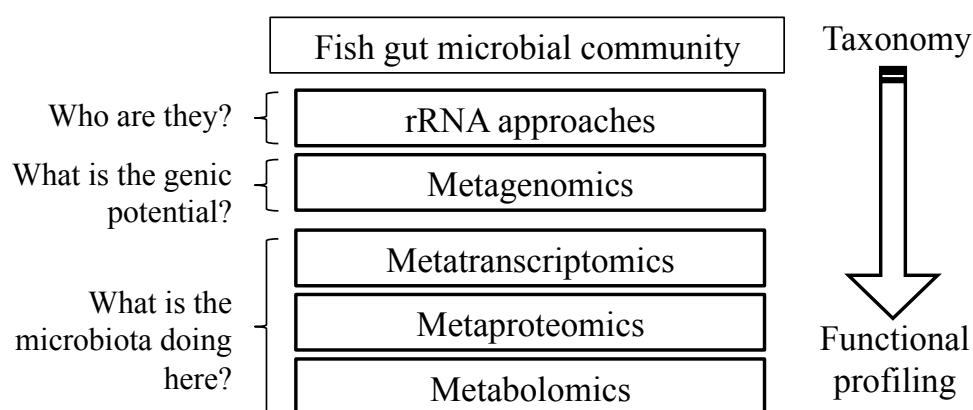 Fish gut microbial community
Taxonomy
Who are they?
rRNA approaches
What is the genic
potential?
Metagenomics
Metatranscriptomics
What is the
microbiota doing
here?
Metaproteomics
Metabolomics
Functional
profiling